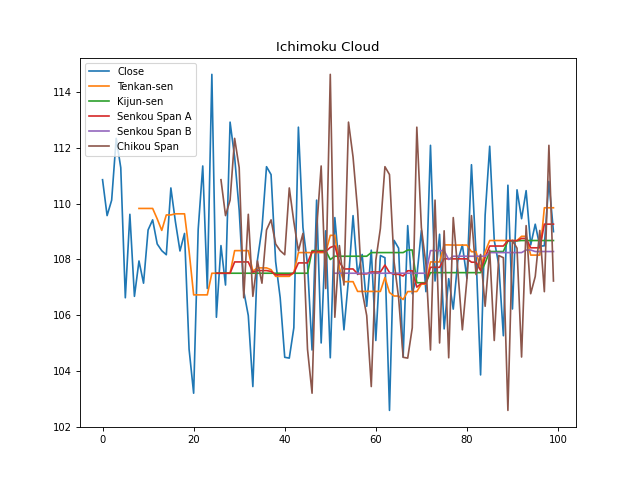 Ichimoku Cloud
Close
Tenkan-sen
Kijun-sen
Senkou Span A
Senkou Span B
Chikou Span
114
112
110
108
106
104
102
0 20 40 60 80 100